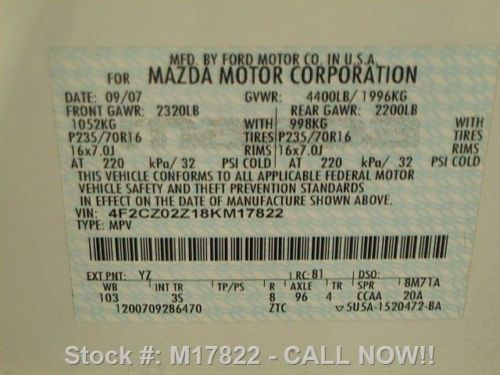 MFD. BY FORD MOTOR CO. IN U.S.A.
FOR MAZDA MOTOR CORPORATION
DATE: 09/07 GVWR: 4400LB/ 1996KG
FRONT GAWR: 2320LB REAR GAWR: 2200LB
1052KG WITH 998KG WITH
P235/70R16 TIRES P235/70R16 TIRES
16x7.0J RIMS 16x7.0J RIMS
AT 220 kPa/ 32 PSI COLD AT 220 kPa/ 32 PSI COLD
THIS VEHICLE CONFORMS TO ALL APPLICABLE FEDERAL MOTOR
VEHICLE SAFETY AND THEFT PREVENTION STANDARDS
IN EFFECT ON THE DATE OF MANUFACTURE SHOWN ABOVE.
VIN: 4F2CZ02Z18KM17822
TYPE: MPV
EXT PNT: YZ RC: 81 DSO:
WB INT TR TP/PS R AXLE TR SPR 8M71A
103 3S 8 96 4 CCAA 20A
1200709286470 ZTC 5U5A-1520472-BA
Stock #: M17822 - CALL NOW!!